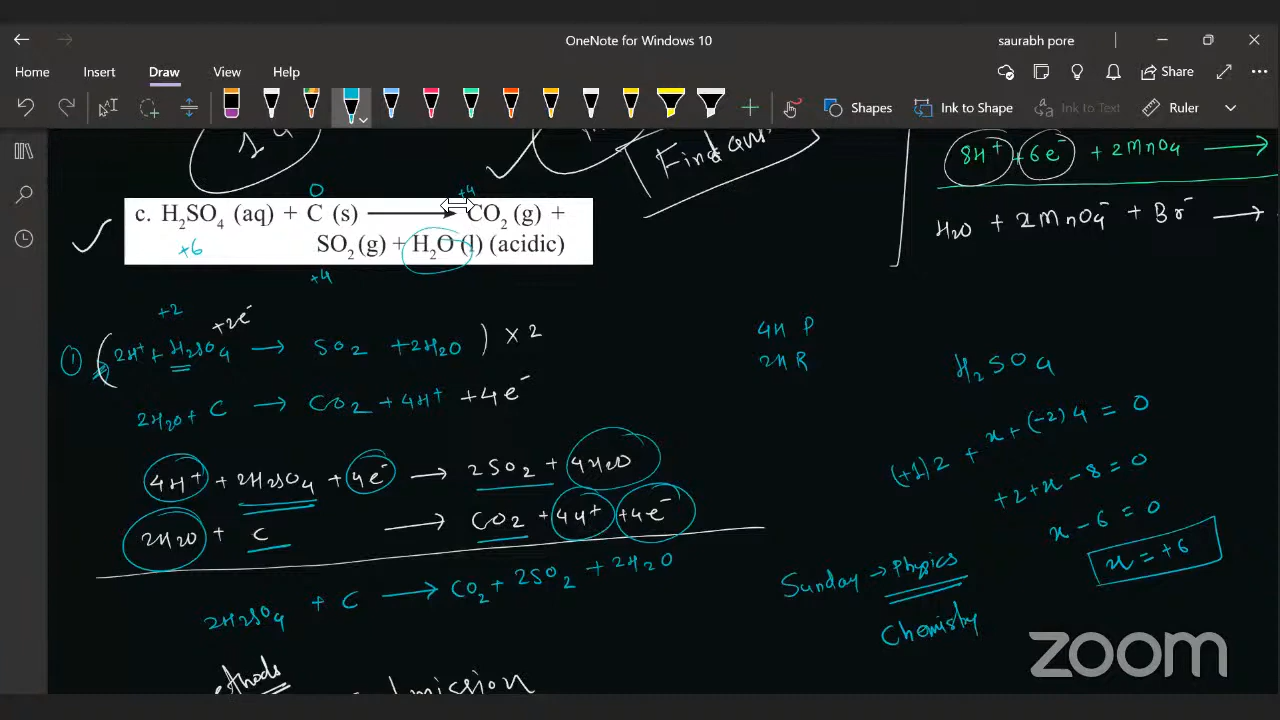 OneNote for Windows 10
saurabh pore
Home Insert Draw View Help
Share
Shapes
Ink to Shape
Ink to Text
Ruler
Find
8H⁺ + 6e⁻ + 2MnO₄ ⟶
H₂O + 2MnO₄⁻ + Br⁻ ⟶
0
+4
c. H₂SO₄ (aq) + C (s) ⟶ CO₂ (g) +
SO₂ (g) + H₂O (l) (acidic)
+6
+4
+2
+2e⁻
① (2H⁺ + H₂SO₄ ⟶ SO₂ + 2H₂O) × 2
2H₂O + C ⟶ CO₂ + 4H⁺ + 4e⁻
4H P
2H R
4H⁺ + 2H₂SO₄ + 4e⁻ ⟶ 2SO₂ + 4H₂O
2H₂O + C ⟶ CO₂ + 4H⁺ + 4e⁻
2H₂SO₄ + C ⟶ CO₂ + 2SO₂ + 2H₂O
H₂SO₄
(+1)2 + x + (-2)4 = 0
+2 + x - 8 = 0
x - 6 = 0
x = +6
Sunday → Physics
Chemistry
zoom